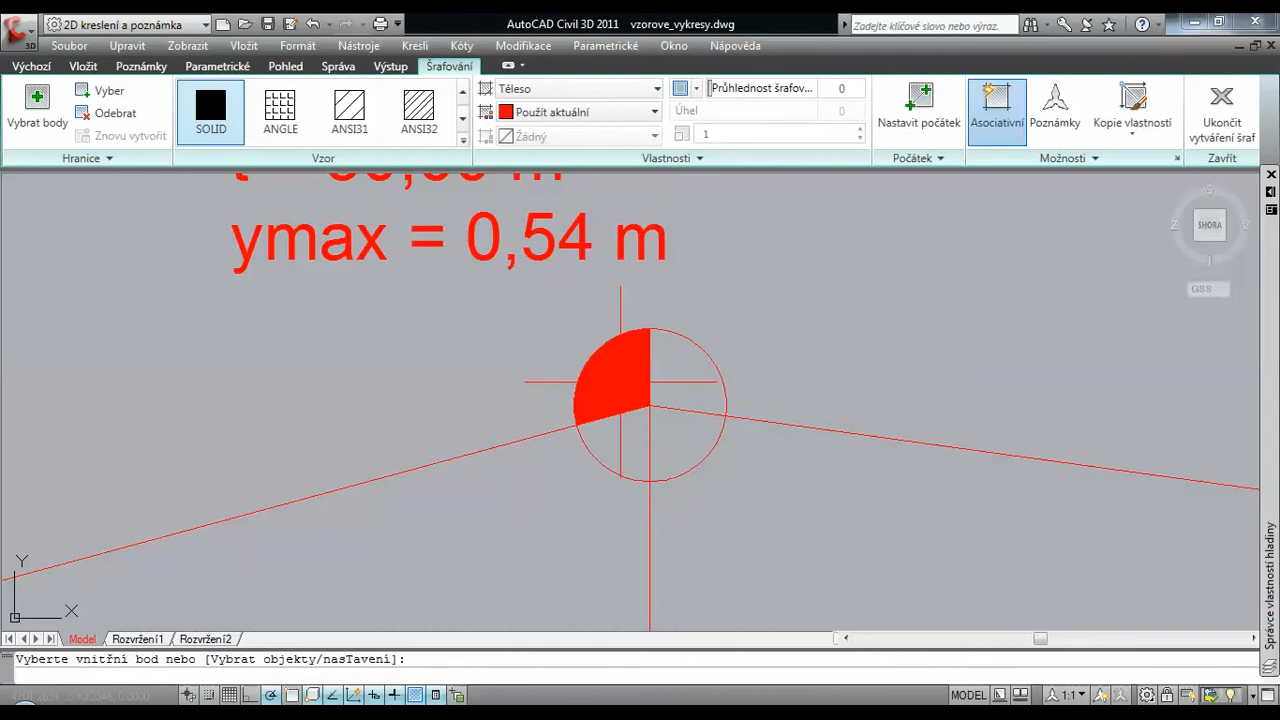 2D kreslení a poznámka
AutoCAD Civil 3D 2011 vzorove_vykresy.dwg
Zadejte klíčové slovo nebo výraz.
3D
Soubor Upravit Zobrazit Vložit Formát Nástroje Kresli Kóty Modifikace Parametrické Okno Nápověda
Výchozí Vložit Poznámky Parametrické Pohled Správa Výstup Šrafování
Vybrat body
Vyber
Odebrat
Znovu vytvořit
Hranice
SOLID
ANGLE
ANSI31
ANSI32
Vzor
Těleso
Použít aktuální
Žádný
Průhlednost šrafov... 0
Úhel 0
1
Vlastnosti
Nastavit počátek
Počátek
Asociativní
Poznámky
Kopie vlastností
Možnosti
Ukončit
vytváření šraf
Zavřít
ymax = 0,54 m
S
Z
SHORA
V
J
GSS
Y
X
Správce vlastností hladiny
Model Rozvržení1 Rozvržení2
Vyberte vnitřní bod nebo [Vybrat objekty/nasTavení]:
MODEL
1:1